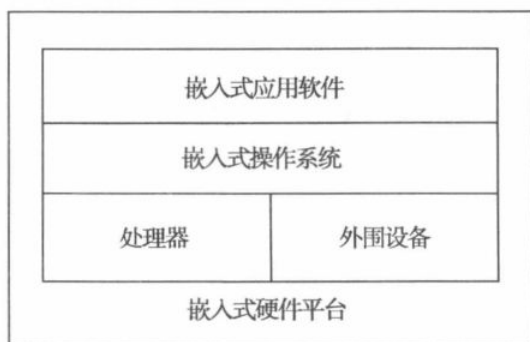 嵌入式应用软件
嵌入式操作系统
处理器
外围设备
嵌入式硬件平台